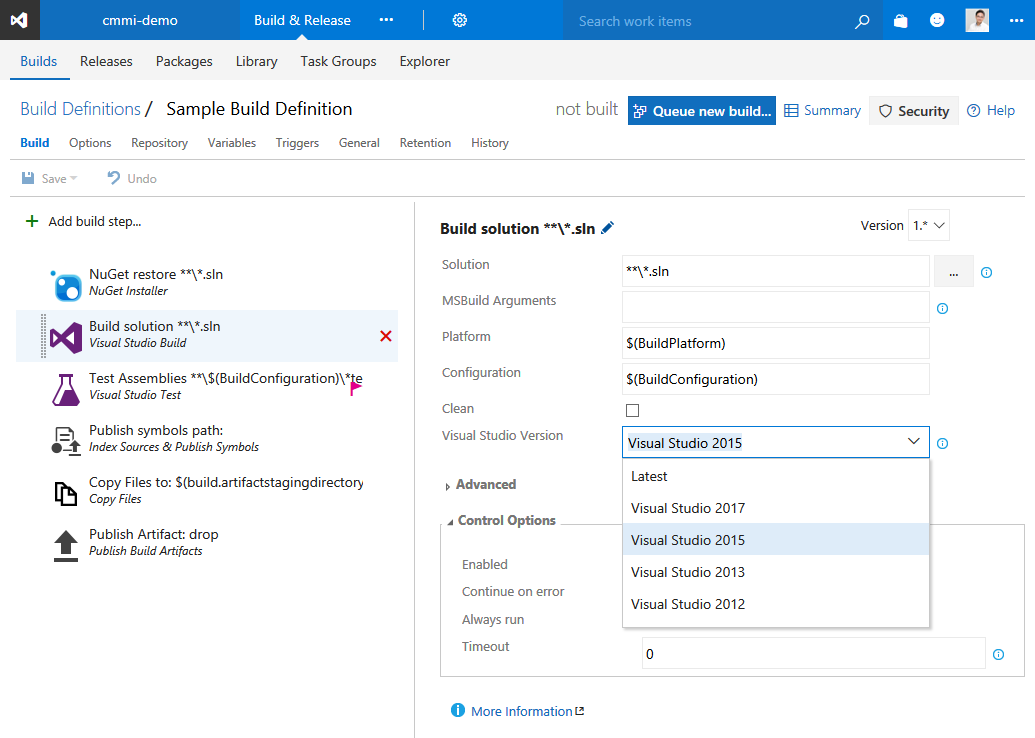 cmmi-demo
Build & Release
Search work items
Builds
Releases
Packages
Library
Task Groups
Explorer
Build Definitions / Sample Build Definition
not built
Queue new build...
Summary
Security
Help
Build
Options
Repository
Variables
Triggers
General
Retention
History
Save
Undo
Add build step...
NuGet restore **\*.sln
NuGet Installer
Build solution **\*.sln
Visual Studio Build
Test Assemblies **\$(BuildConfiguration)\*te
Visual Studio Test
Publish symbols path:
Index Sources & Publish Symbols
Copy Files to: $(build.artifactstagingdirectory
Copy Files
Publish Artifact: drop
Publish Build Artifacts
Build solution **\*.sln
Version 1.*
Solution
**\*.sln
...
MSBuild Arguments
Platform
$(BuildPlatform)
Configuration
$(BuildConfiguration)
Clean
Visual Studio Version
Visual Studio 2015
Latest
Visual Studio 2017
Visual Studio 2015
Visual Studio 2013
Visual Studio 2012
Advanced
Control Options
Enabled
Continue on error
Always run
Timeout
0
More Information